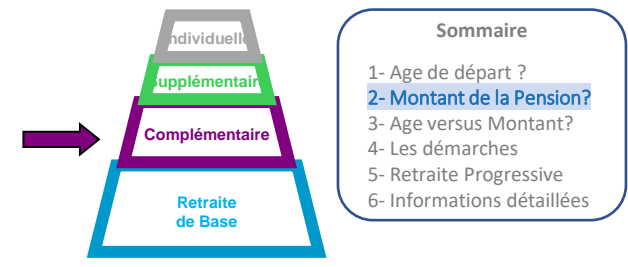 Individuelle
Supplémentaire
Complémentaire
Retraite
de Base
Sommaire
1- Age de départ ?
2- Montant de la Pension?
3- Age versus Montant?
4- Les démarches
5- Retraite Progressive
6- Informations détaillées